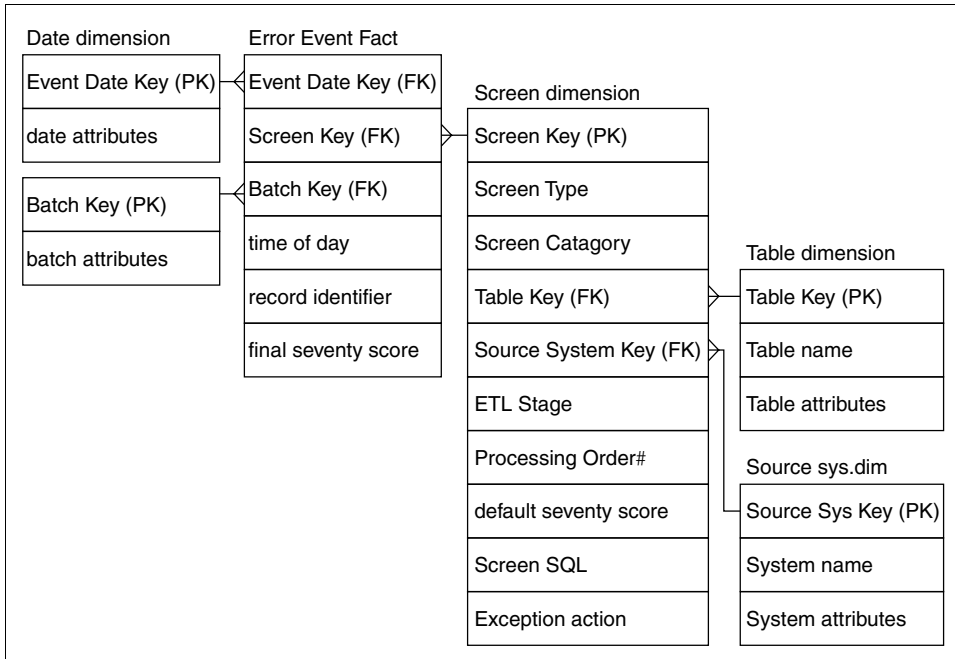 Date dimension
Event Date Key (PK)
date attributes
Batch Key (PK)
batch attributes
Error Event Fact
Event Date Key (FK)
Screen Key (FK)
Batch Key (FK)
time of day
record identifier
final seventy score
Screen dimension
Screen Key (PK)
Screen Type
Screen Catagory
Table Key (FK)
Source System Key (FK)
ETL Stage
Processing Order#
default seventy score
Screen SQL
Exception action
Table dimension
Table Key (PK)
Table name
Table attributes
Source sys.dim
Source Sys Key (PK)
System name
System attributes